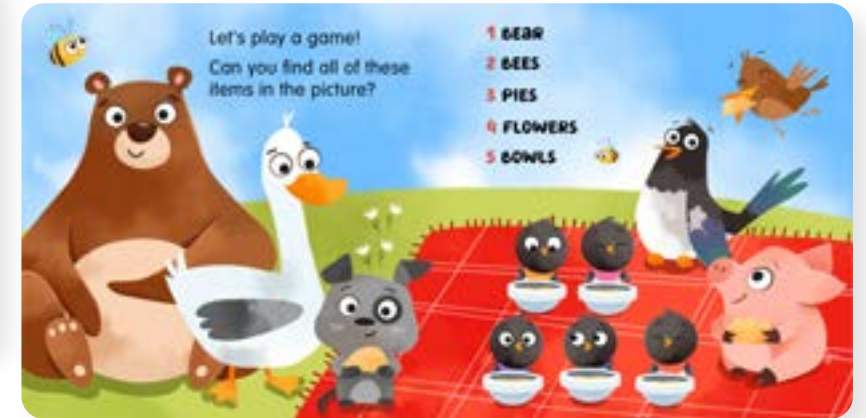 Let's play a game!
Can you find all of these
items in the picture?
1 BEAR
2 BEES
3 PIES
4 FLOWERS
5 BOWLS